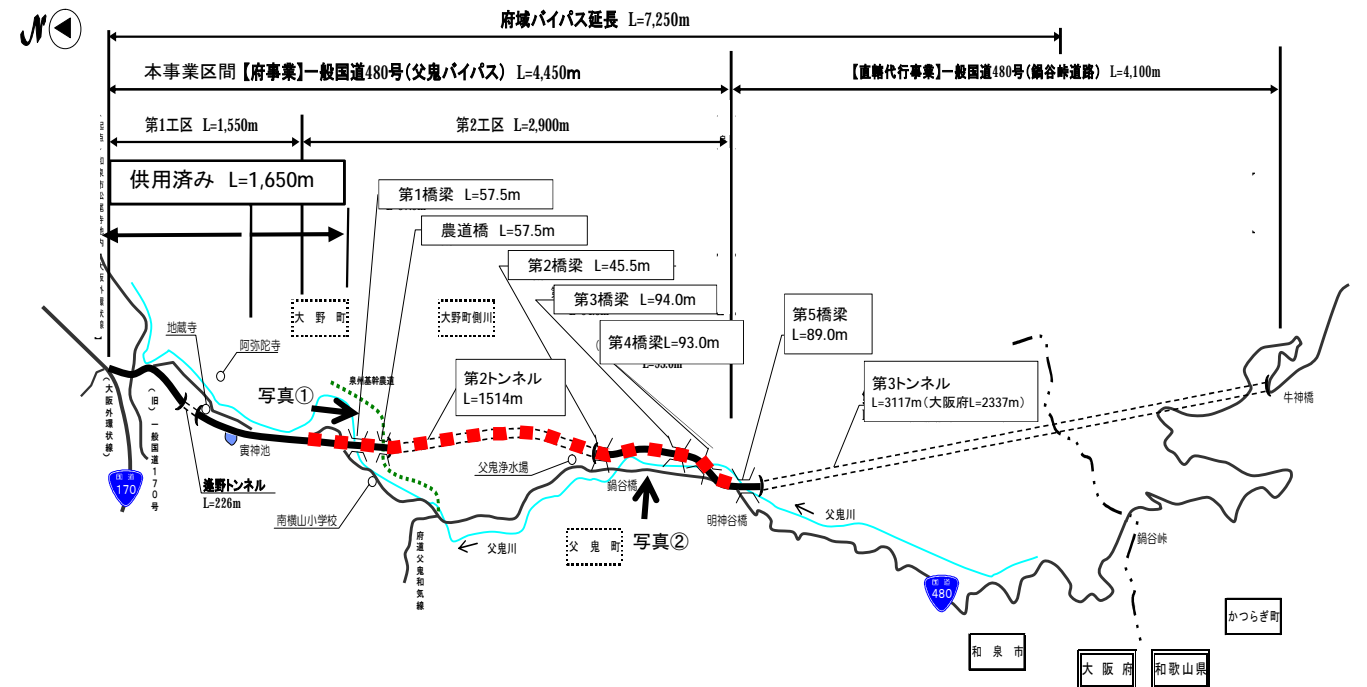 N
府域バイパス延長 L=7,250m
本事業区間【府事業】一般国道480号(父鬼バイパス) L=4,450m
【直轄代行事業】一般国道480号(鍋谷峠道路) L=4,100m
第1工区 L=1,550m
第2工区 L=2,900m
供用済み L=1,650m
第1橋梁 L=57.5m
農道橋 L=57.5m
第2橋梁 L=45.5m
第3橋梁 L=94.0m
第4橋梁L=93.0m
第5橋梁
L=89.0m
大野町
大野町側川
地蔵寺
阿弥陀寺
泉州基幹農道
写真①
第2トンネル
L=1514m
第3トンネル
L=3117m(大阪府L=2337m)
牛神橋
(大阪外環状線)
(旧)一般国道170号
寅神池
父鬼浄水場
鍋谷橋
国道
170
L=226m
南横山小学校
明神谷橋
父鬼川
府道父鬼和気線
父鬼川
父鬼町
写真②
鍋谷峠
国道
480
かつらぎ町
和泉市
大阪府
和歌山県